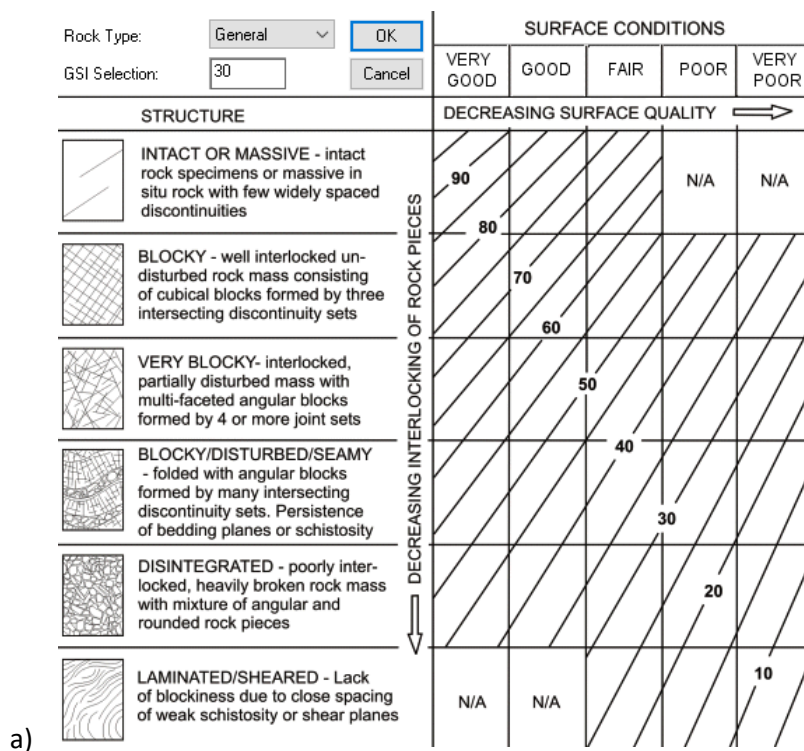 Rock Type: General OK
GSI Selection: 30 Cancel
SURFACE CONDITIONS
VERY GOOD GOOD FAIR POOR VERY POOR
STRUCTURE
DECREASING SURFACE QUALITY
DECREASING INTERLOCKING OF ROCK PIECES
INTACT OR MASSIVE - intact
rock specimens or massive in
situ rock with few widely spaced
discontinuities
90
80
N/A N/A
BLOCKY - well interlocked un-
disturbed rock mass consisting
of cubical blocks formed by three
intersecting discontinuity sets
70
60
VERY BLOCKY- interlocked,
partially disturbed mass with
multi-faceted angular blocks
formed by 4 or more joint sets
50
BLOCKY/DISTURBED/SEAMY
- folded with angular blocks
formed by many intersecting
discontinuity sets. Persistence
of bedding planes or schistosity
40
30
DISINTEGRATED - poorly inter-
locked, heavily broken rock mass
with mixture of angular and
rounded rock pieces
20
LAMINATED/SHEARED - Lack
of blockiness due to close spacing
of weak schistosity or shear planes
N/A N/A
10
a)